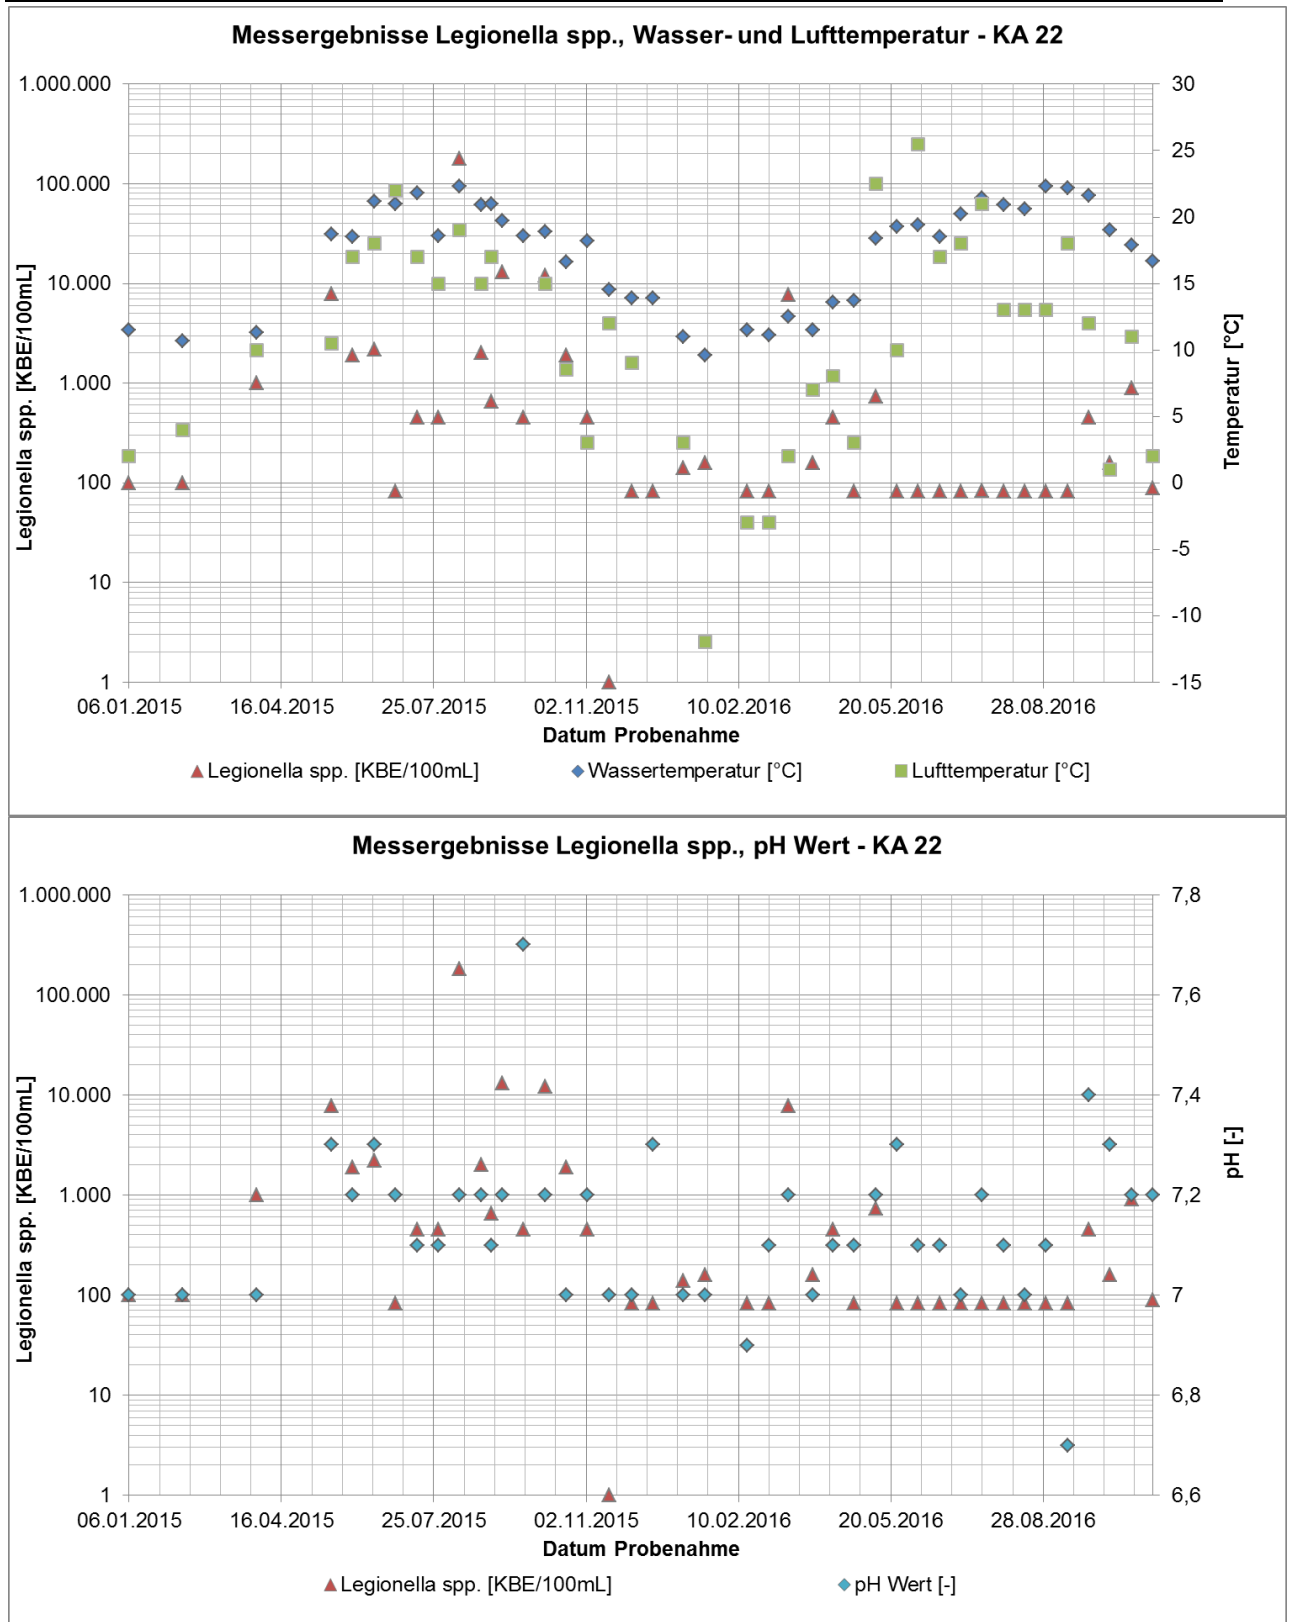 Messergebnisse Legionella spp., Wasser- und Lufttemperatur - KA 22
Legionella spp. [KBE/100mL]
1.000.000
100.000
10.000
1.000
100
10
1
30
25
20
15
10
5
0
-5
-10
-15
Temperatur [°C]
06.01.2015 16.04.2015 25.07.2015 02.11.2015 10.02.2016 20.05.2016 28.08.2016
Datum Probenahme
Legionella spp. [KBE/100mL] Wassertemperatur [°C] Lufttemperatur [°C]
Messergebnisse Legionella spp., pH Wert - KA 22
Legionella spp. [KBE/100mL]
1.000.000
100.000
10.000
1.000
100
10
1
7,8
7,6
7,4
7,2
7
6,8
6,6
pH [-]
06.01.2015 16.04.2015 25.07.2015 02.11.2015 10.02.2016 20.05.2016 28.08.2016
Datum Probenahme
Legionella spp. [KBE/100mL] pH Wert [-]